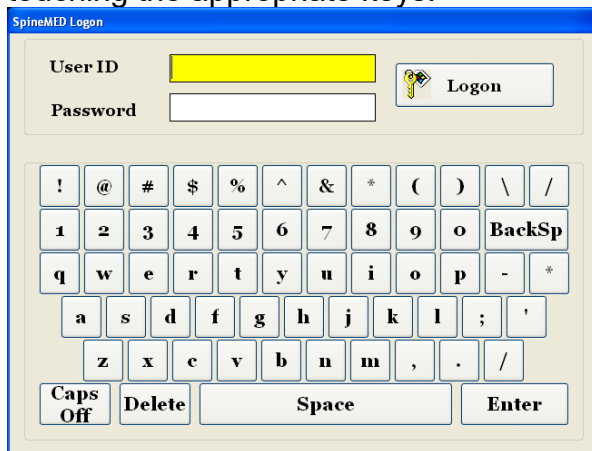 touching the appropriate keys.
SpineMED Logon
User ID
Logon
Password
! @ # $ % ^ & * ( ) \ /
1 2 3 4 5 6 7 8 9 0 BackSp
q w e r t y u i o p - *
a s d f g h j k l ; '
z x c v b n m , . /
Caps Off Delete Space Enter